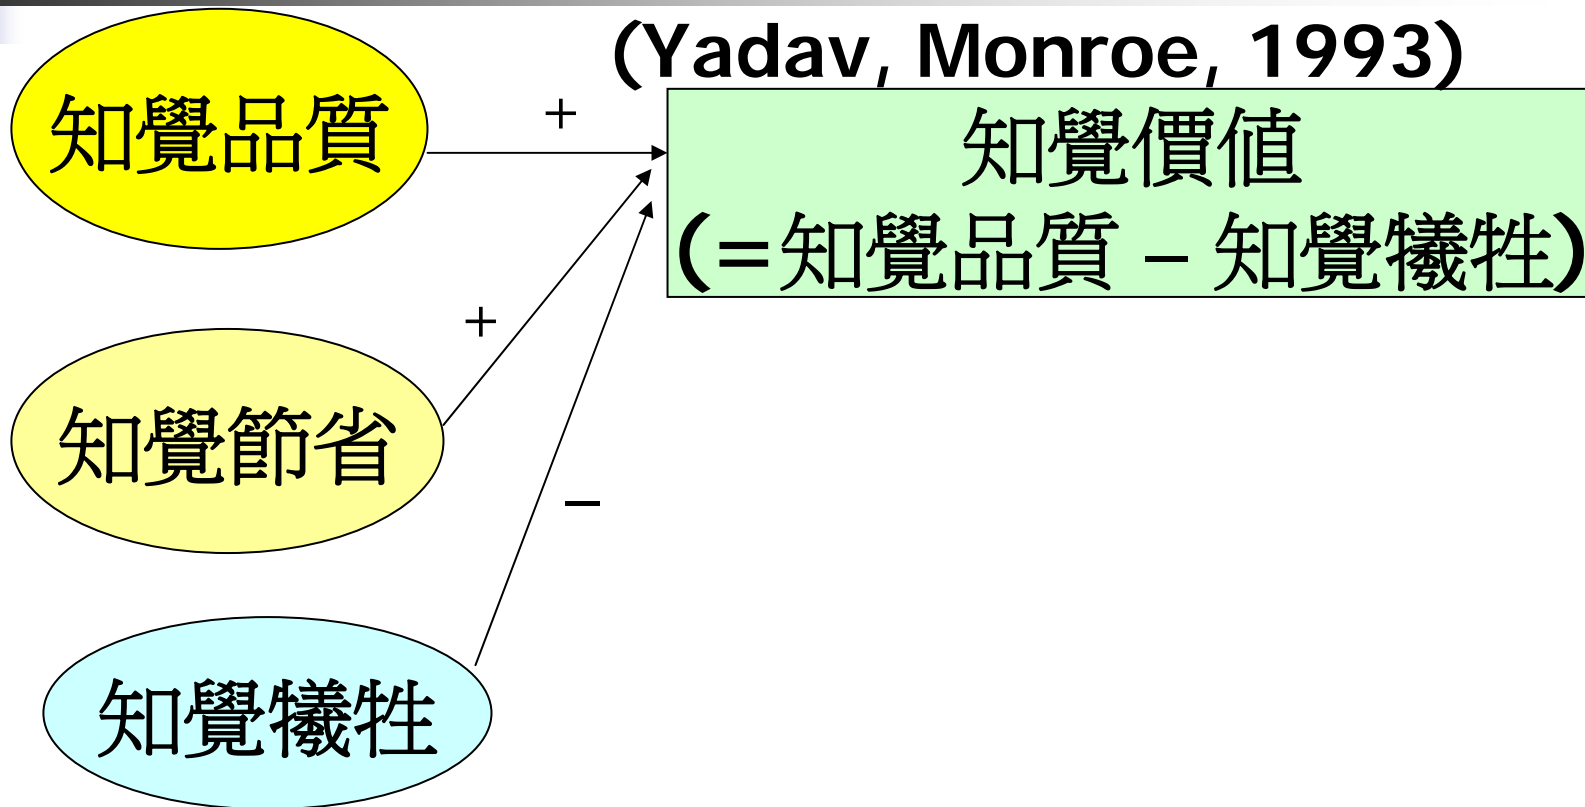 (Yadav, Monroe, 1993)
知覺品質
+
知覺價值
(=知覺品質 – 知覺犧牲)
+
知覺節省
–
知覺犧牲